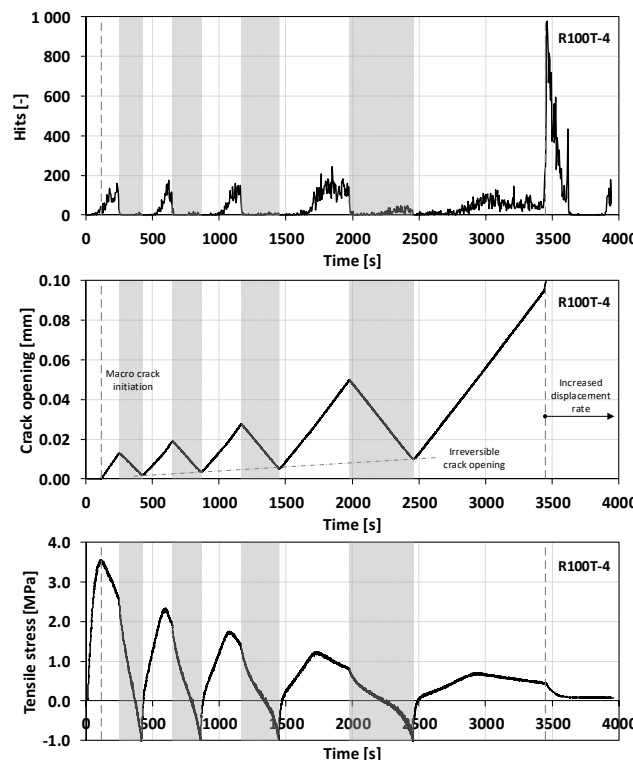 1 000
800
600
400
200
0
Hits [-]
R100T-4
0 500 1000 1500 2000 2500 3000 3500 4000
Time [s]
0.10
0.08
0.06
0.04
0.02
0.00
Crack opening [mm]
R100T-4
Macro crack
initiation
Increased
displacement
rate
Irreversible
crack opening
0 500 1000 1500 2000 2500 3000 3500 4000
Time [s]
4.0
3.0
2.0
1.0
0.0
-1.0
Tensile stress [MPa]
R100T-4
0 500 1000 1500 2000 2500 3000 3500 4000
Time [s]